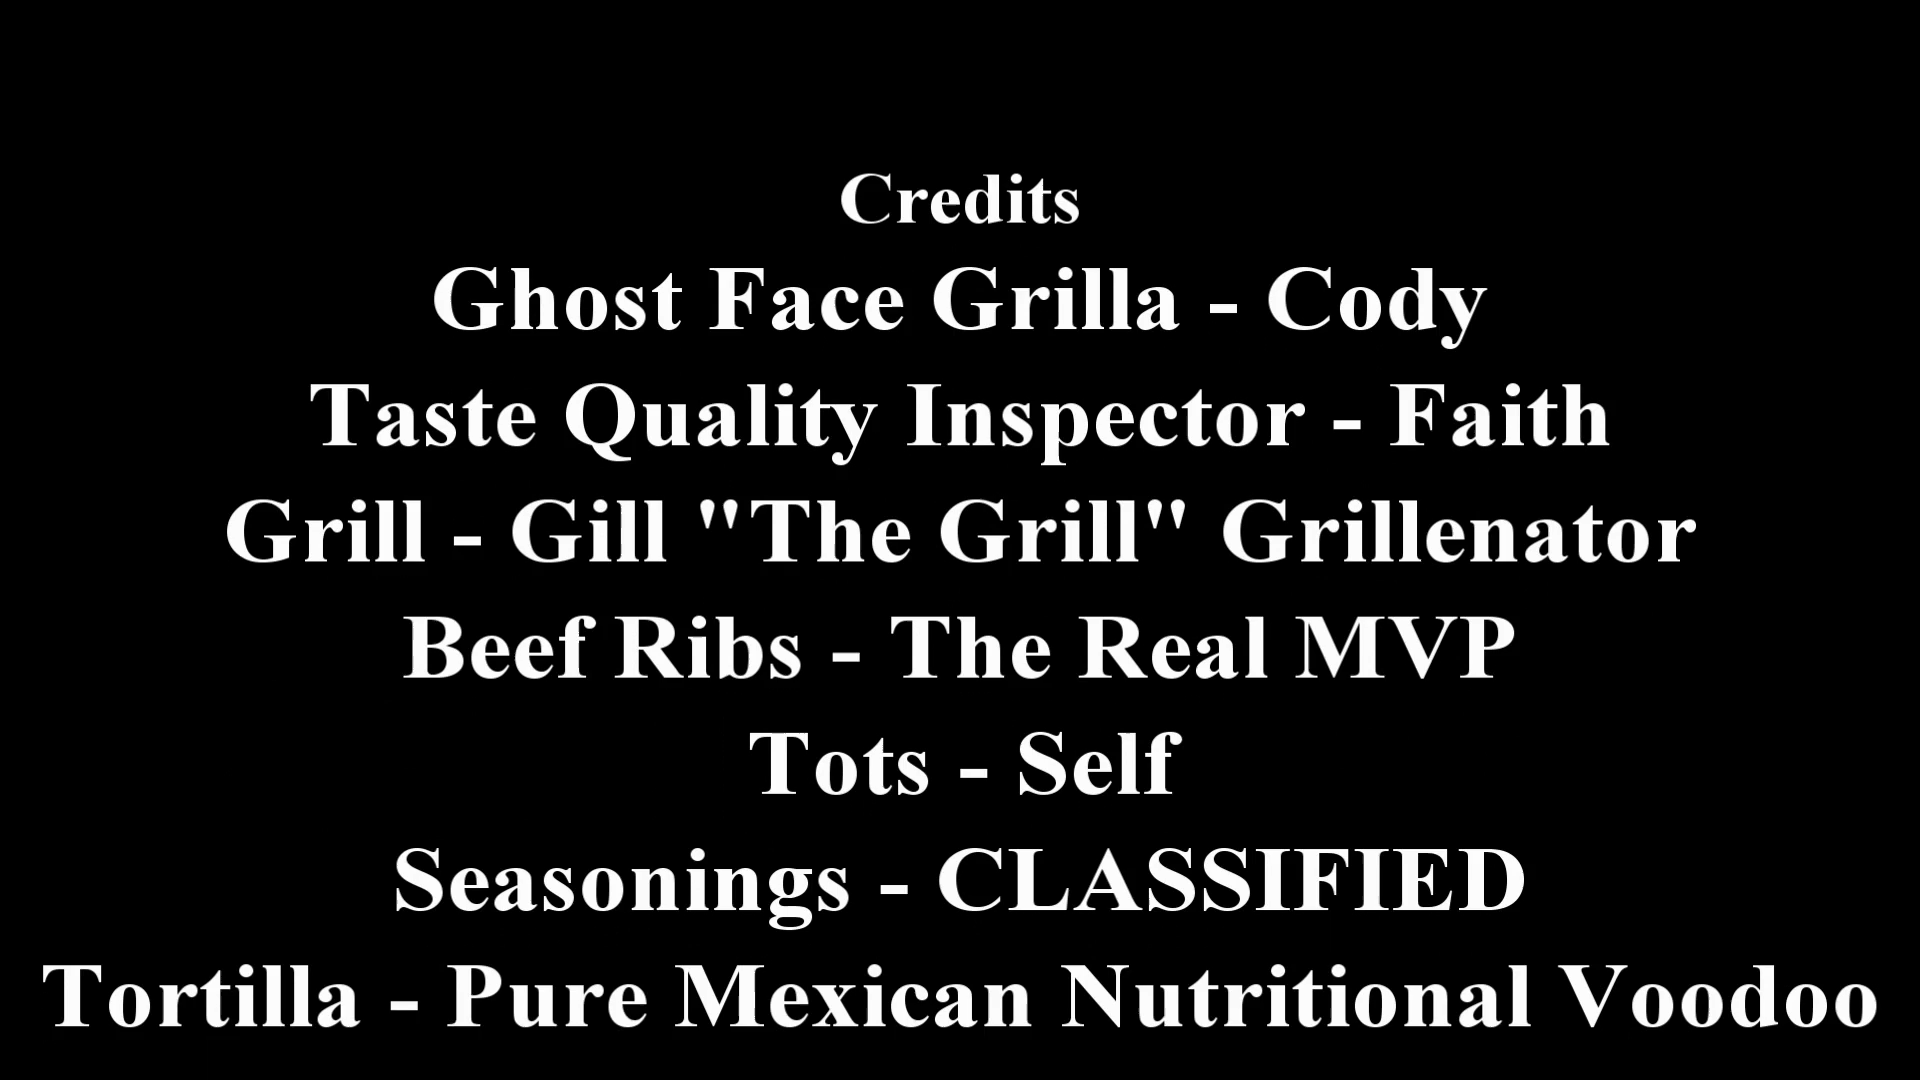 Credits
Ghost Face Grilla - Cody
Taste Quality Inspector - Faith
Grill - Gill "The Grill" Grillenator
Beef Ribs - The Real MVP
Tots - Self
Seasonings - CLASSIFIED
Tortilla - Pure Mexican Nutritional Voodoo